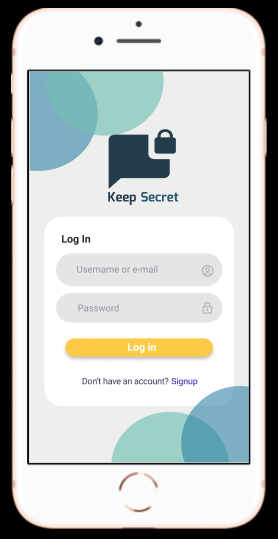 Keep Secret
Log In
Username or e-mail
Password
Log in
Don't have an account? Signup